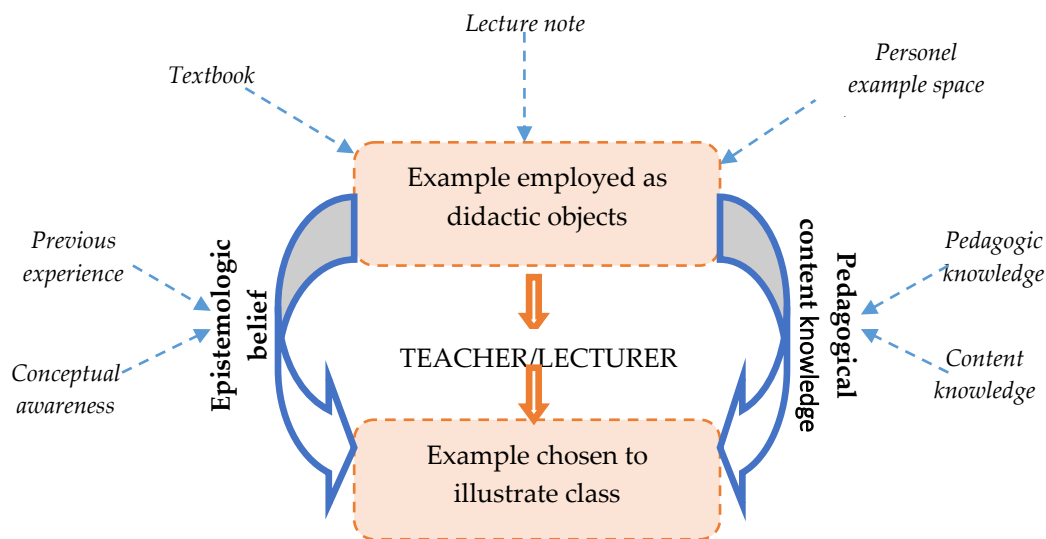 Lecture note
Textbook
Personel
example space
Example employed as
didactic objects
Previous
experience
Epistemologic
belief
Pedagogical
content knowledge
Pedagogic
knowledge
TEACHER/LECTURER
Conceptual
awareness
Content
knowledge
Example chosen to
illustrate class